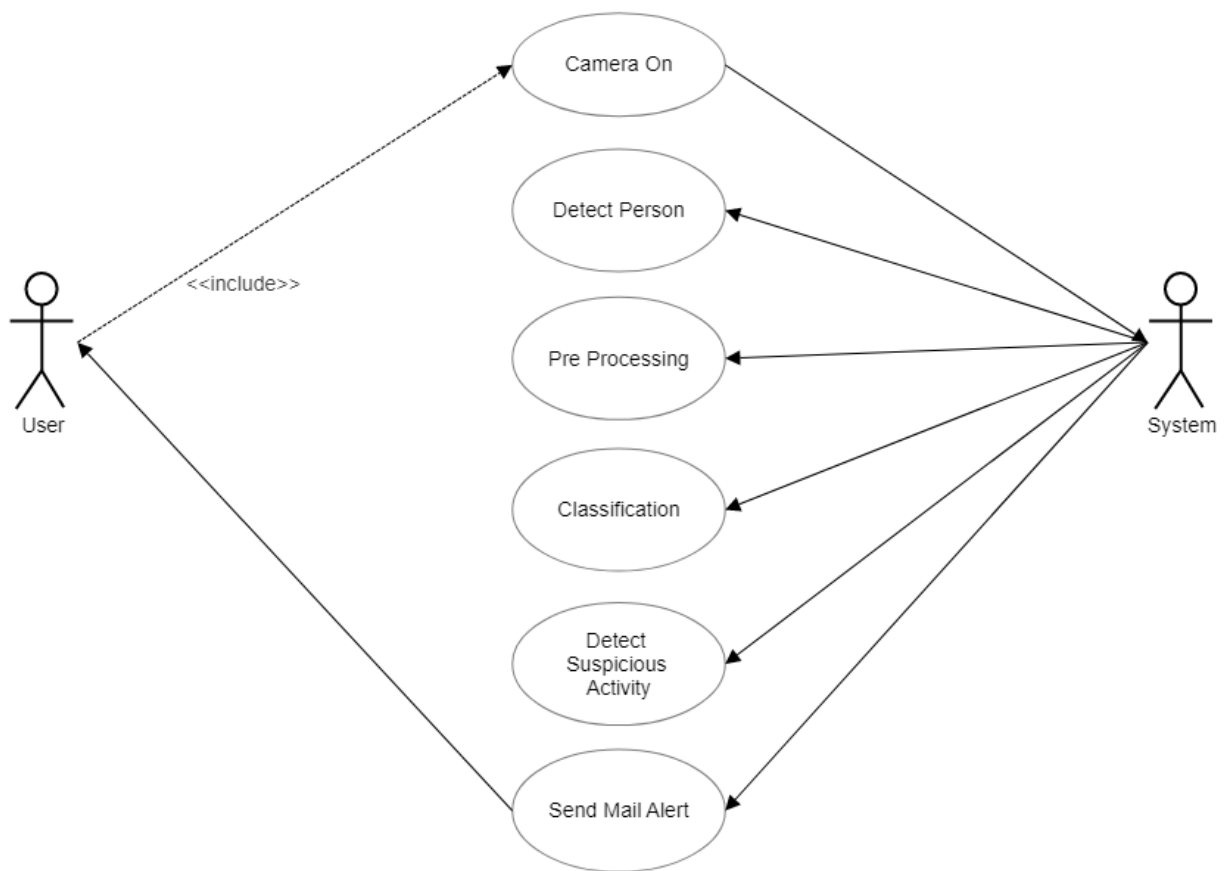 Camera On
Detect Person
<<include>>
Pre Processing
User
System
Classification
Detect
Suspicious
Activity
Send Mail Alert